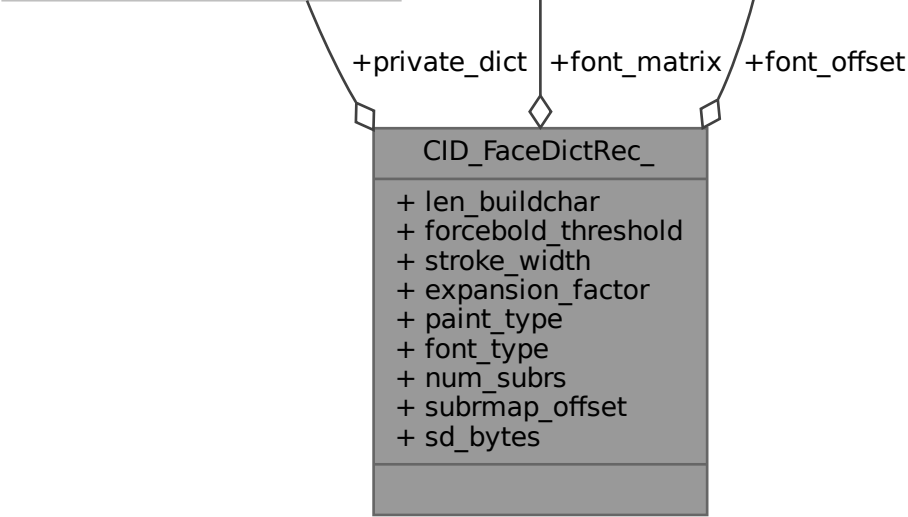 +private_dict +font_matrix +font_offset
CID_FaceDictRec_
+ len_buildchar
+ forcebold_threshold
+ stroke_width
+ expansion_factor
+ paint_type
+ font_type
+ num_subrs
+ subrmap_offset
+ sd_bytes